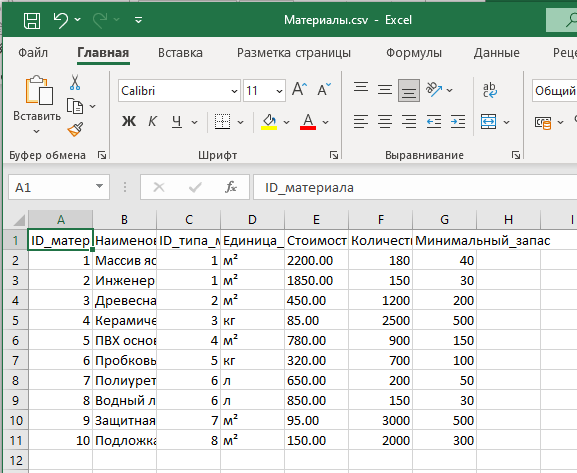 Материалы.csv - Excel
Файл Главная Вставка Разметка страницы Формулы Данные Рец
Вставить
Calibri 11
Ж К Ч
Общий
Буфер обмена Шрифт Выравнивание
A1 fx ID_материала
A B C D E F G H I
1 ID_матер Наименов ID_типа_м Единица_ Стоимост Количест Минимальный_запас
2 1 Массив яс 1 м² 2200.00 180 40
3 2 Инженер 1 м² 1850.00 150 30
4 3 Древесна 2 м² 450.00 1200 200
5 4 Керамиче 3 кг 85.00 2500 500
6 5 ПВХ основ 4 м² 780.00 900 150
7 6 Пробковы 5 кг 320.00 700 100
8 7 Полиурет 6 л 650.00 200 50
9 8 Водный л 6 л 850.00 150 30
10 9 Защитная 7 м² 95.00 3000 500
11 10 Подложка 8 м² 150.00 2000 300
12